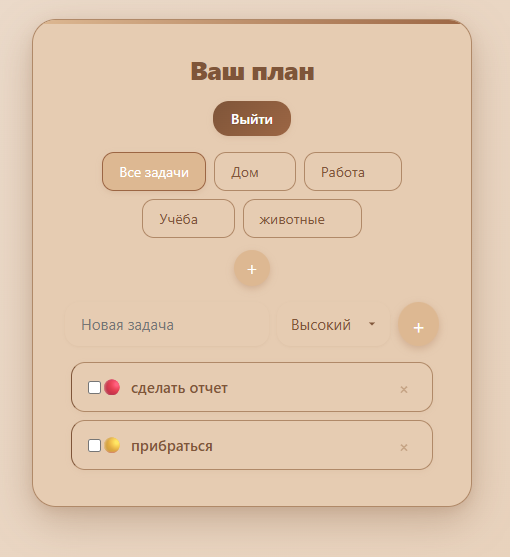 Ваш план
Выйти
Все задачи Дом Работа
Учёба животные
+
Новая задача Высокий +
сделать отчет ×
прибраться ×